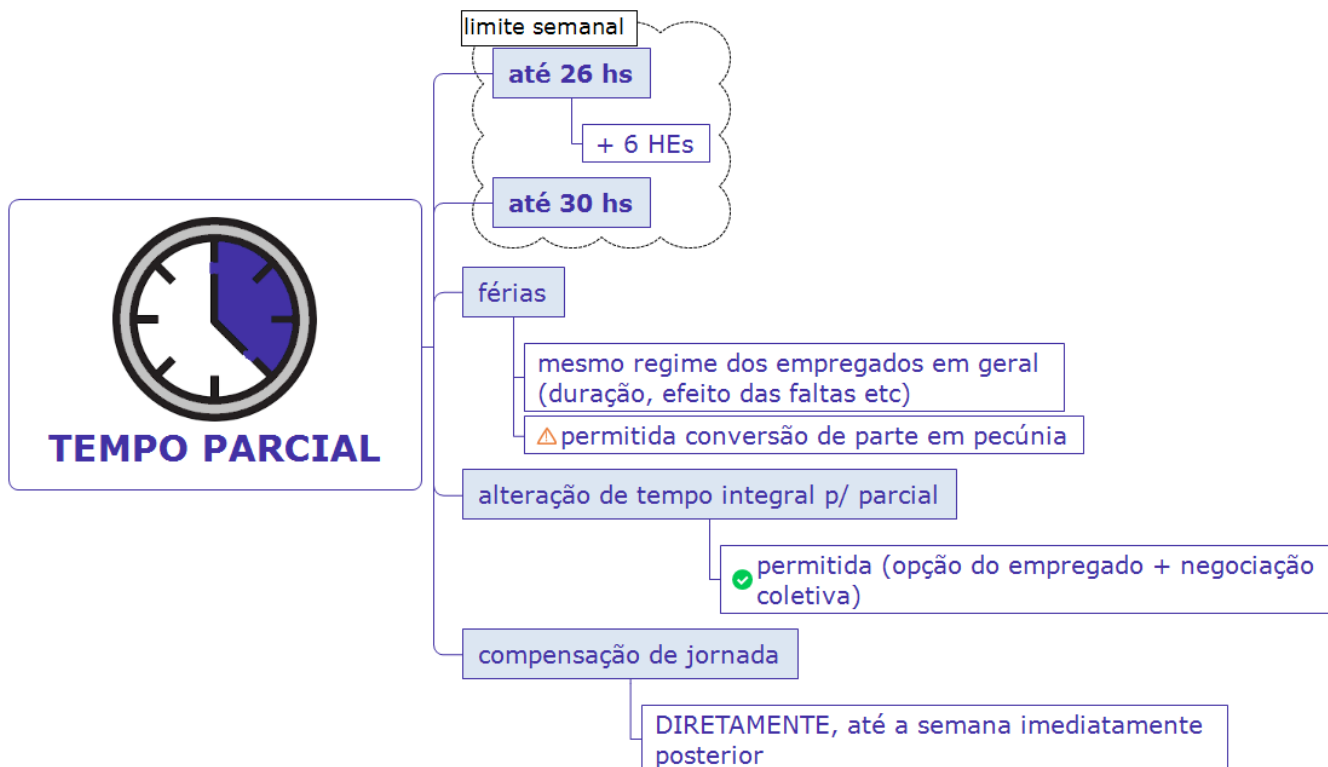 limite semanal
até 26 hs
+ 6 HEs
até 30 hs
TEMPO PARCIAL
férias
mesmo regime dos empregados em geral
(duração, efeito das faltas etc)
permitida conversão de parte em pecúnia
alteração de tempo integral p/ parcial
permitida (opção do empregado + negociação
coletiva)
compensação de jornada
DIRETAMENTE, até a semana imediatamente
posterior